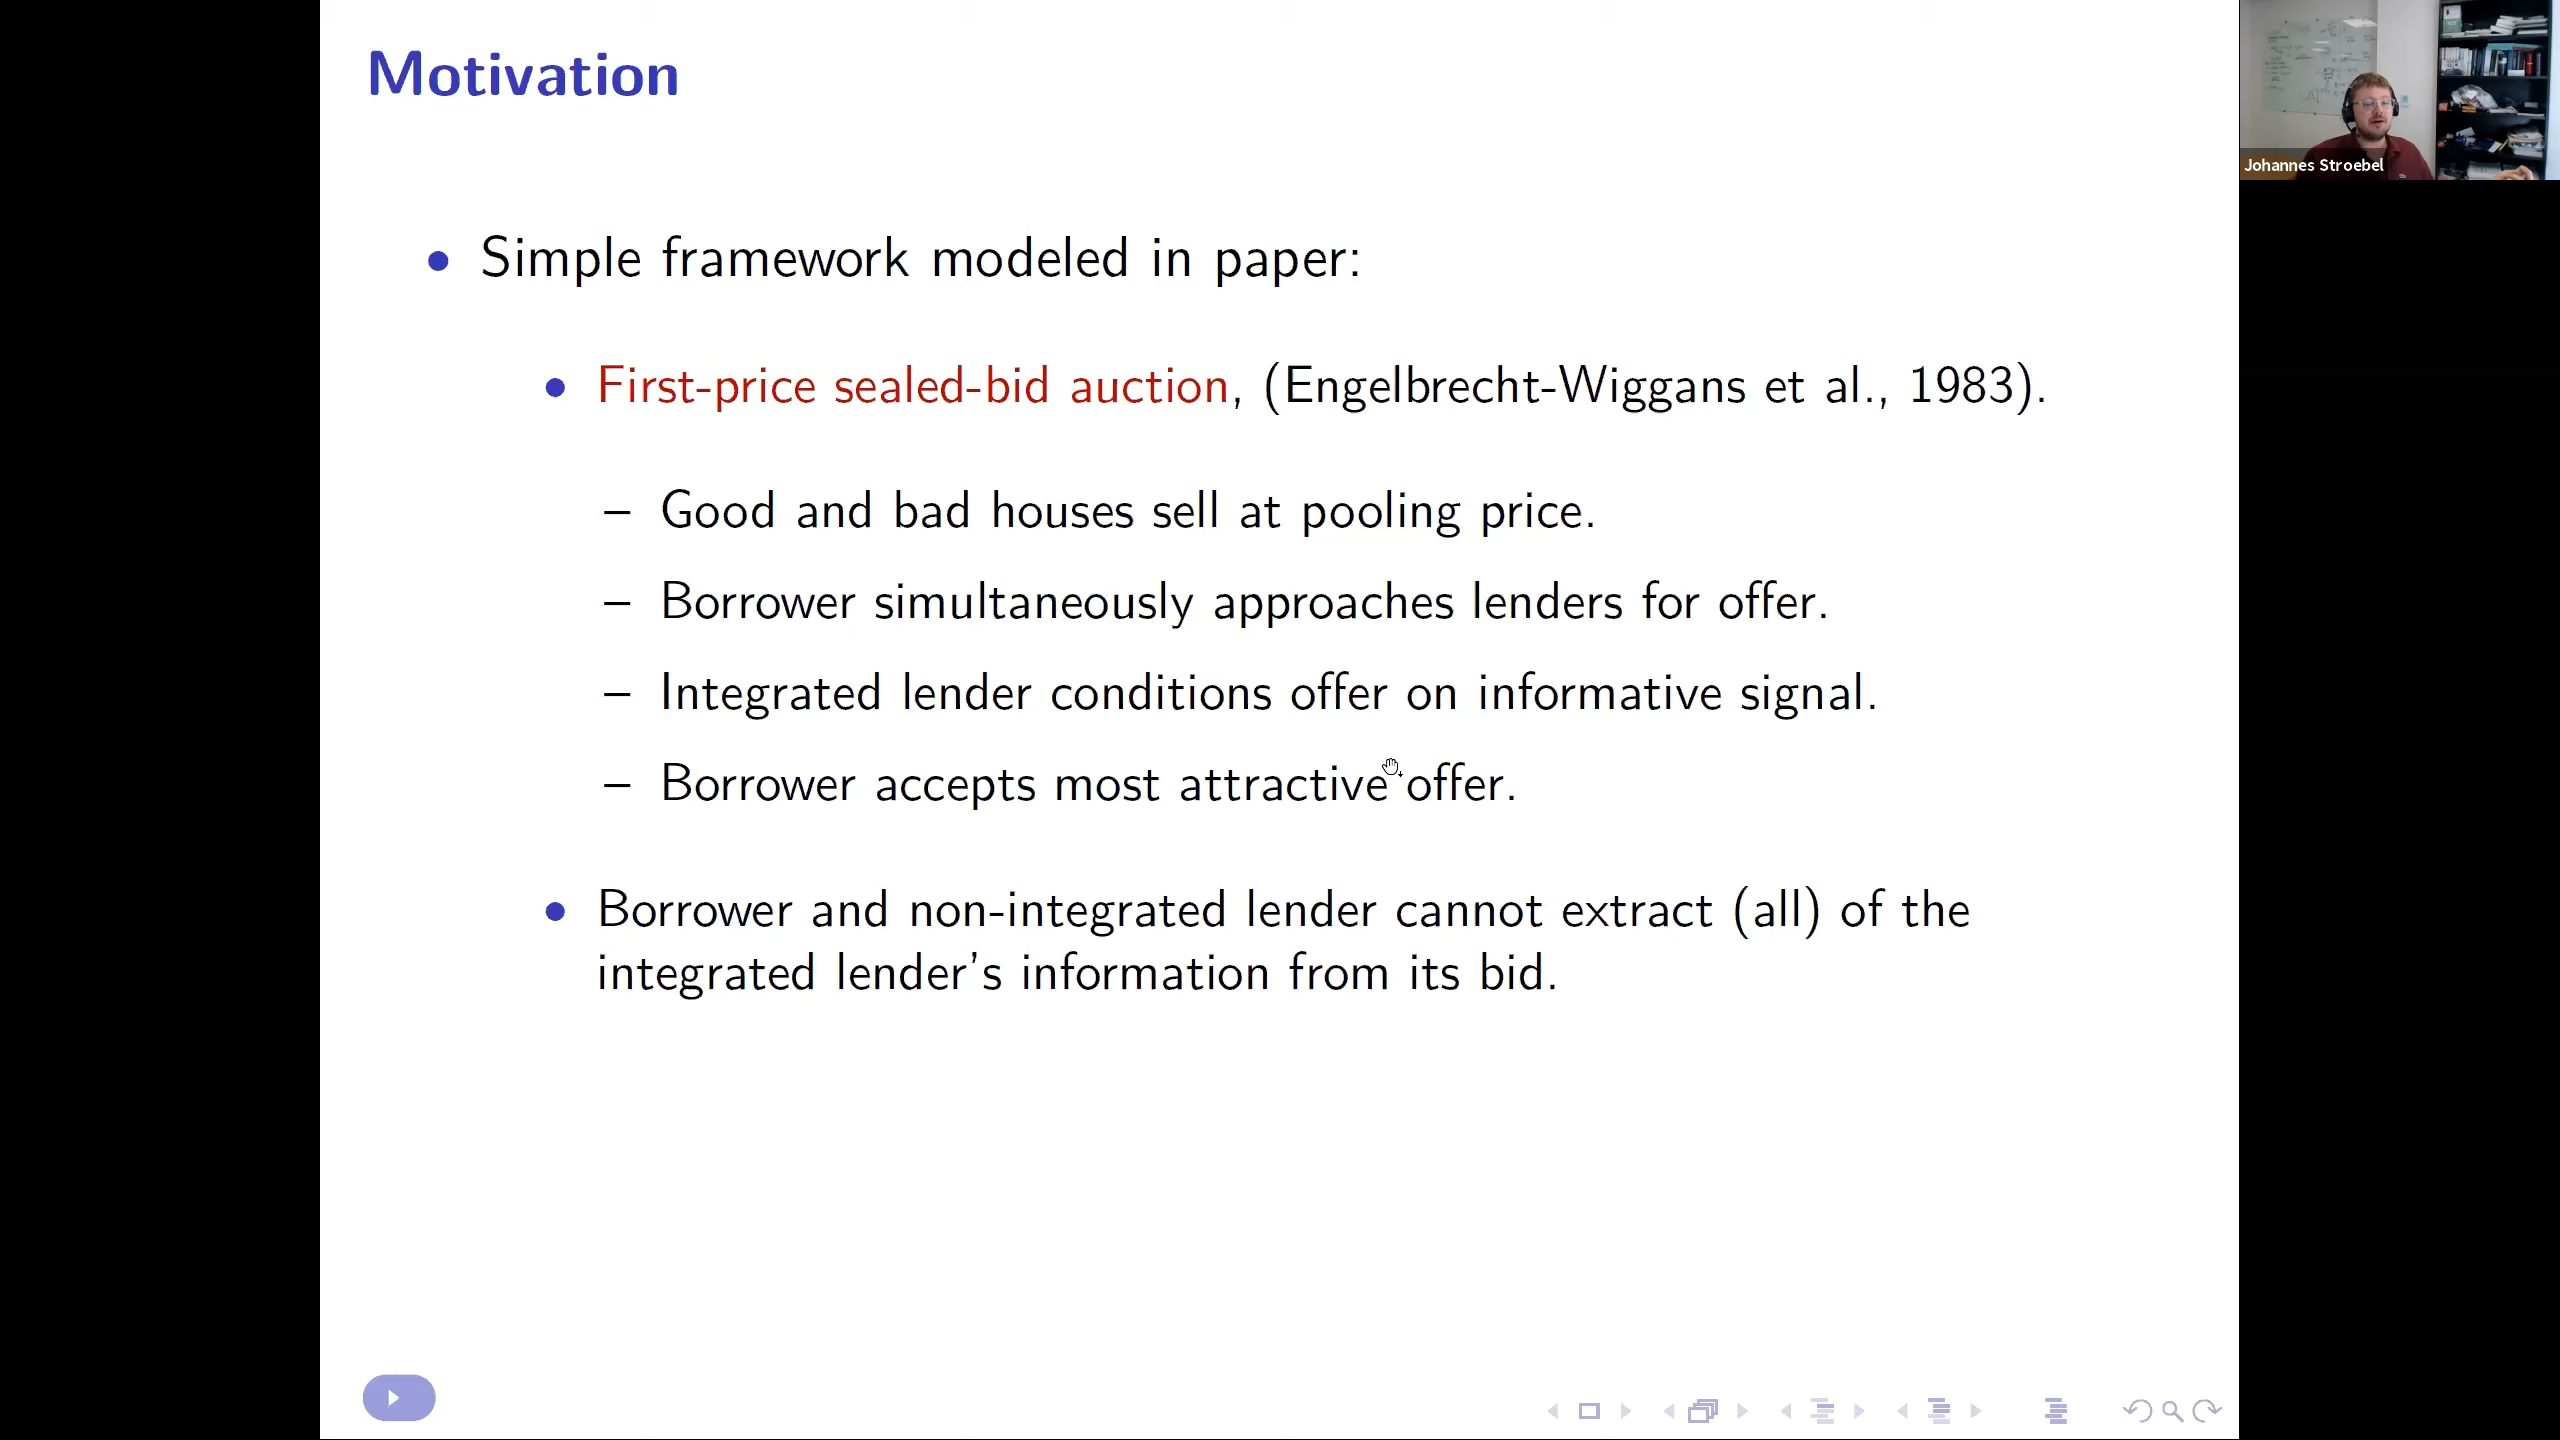 Motivation
Johannes Stroebel
• Simple framework modeled in paper:
• First-price sealed-bid auction, (Engelbrecht-Wiggans et al., 1983).
– Good and bad houses sell at pooling price.
– Borrower simultaneously approaches lenders for offer.
– Integrated lender conditions offer on informative signal.
– Borrower accepts most attractive offer.
• Borrower and non-integrated lender cannot extract (all) of the
integrated lender's information from its bid.